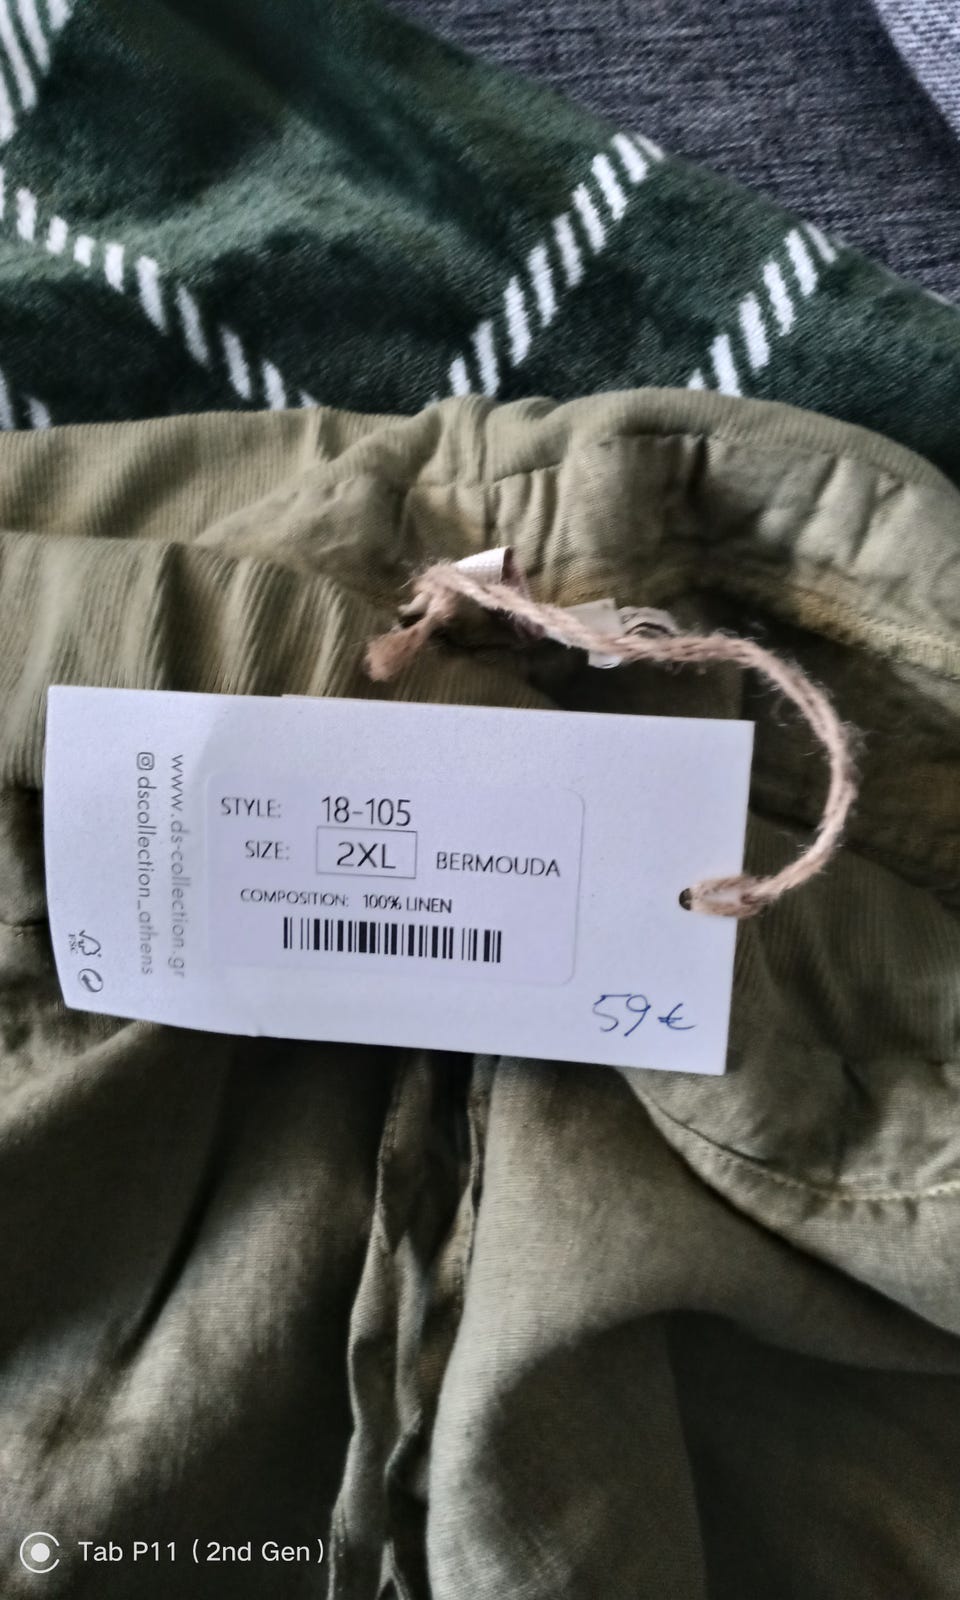 STYLE: 18-105
SIZE: 2XL BERMOUDA
COMPOSITION: 100% LINEN
59€
www.ds-collection.gr
dscollection_athens
FSC
Tab P11 (2nd Gen)